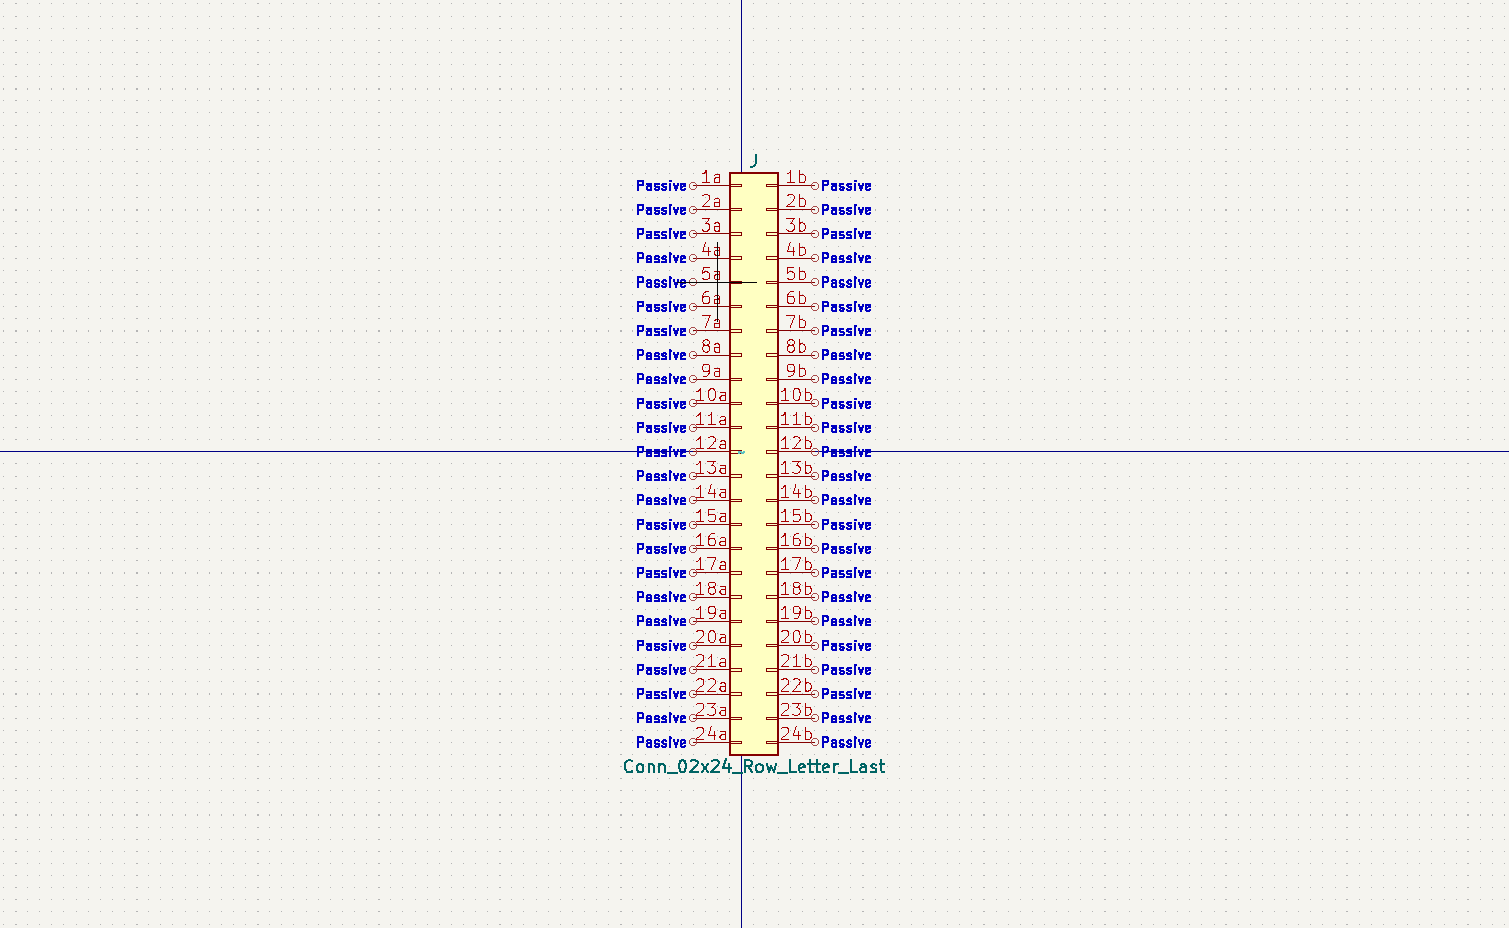 J
Passive 1a 1b Passive
Passive 2a 2b Passive
Passive 3a 3b Passive
Passive 4a 4b Passive
Passive 5a 5b Passive
Passive 6a 6b Passive
Passive 7a 7b Passive
Passive 8a 8b Passive
Passive 9a 9b Passive
Passive 10a 10b Passive
Passive 11a 11b Passive
Passive 12a 12b Passive
Passive 13a 13b Passive
Passive 14a 14b Passive
Passive 15a 15b Passive
Passive 16a 16b Passive
Passive 17a 17b Passive
Passive 18a 18b Passive
Passive 19a 19b Passive
Passive 20a 20b Passive
Passive 21a 21b Passive
Passive 22a 22b Passive
Passive 23a 23b Passive
Passive 24a 24b Passive
Conn_02x24_Row_Letter_Last